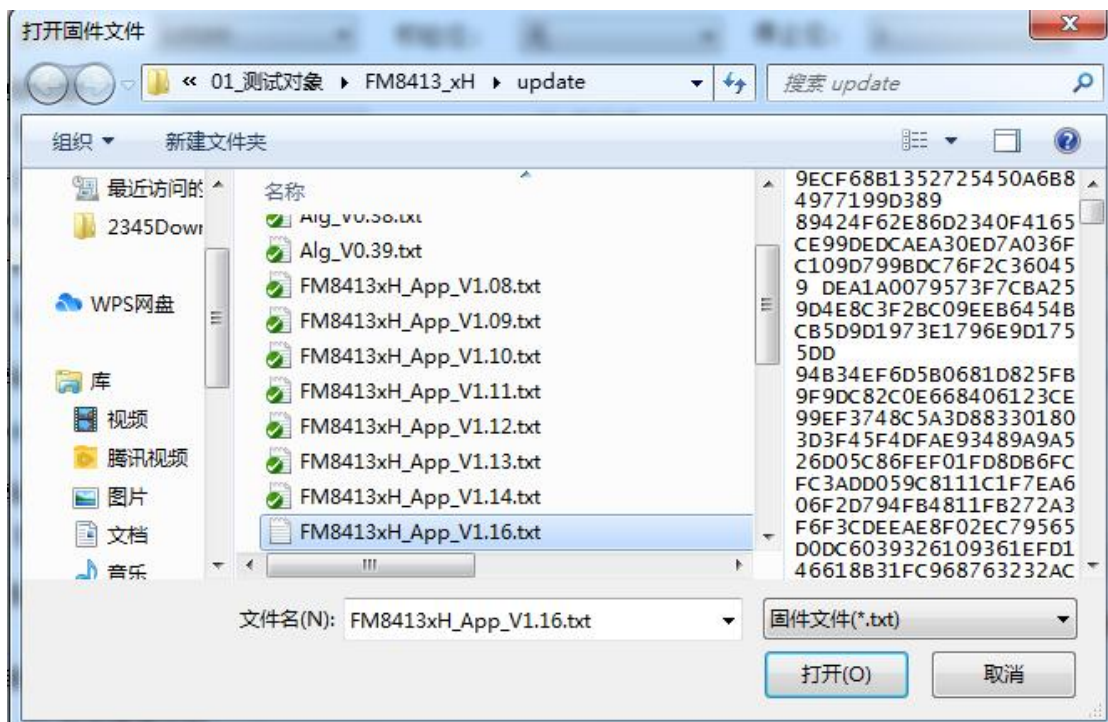 打开固件文件
« 01_测试对象 ▸ FM8413_xH ▸ update
搜索 update
组织 新建文件夹
最近访问的
2345Down
WPS网盘
库
视频
腾讯视频
图片
文档
音乐
名称
Alg_V0.38.txt
Alg_V0.39.txt
FM8413xH_App_V1.08.txt
FM8413xH_App_V1.09.txt
FM8413xH_App_V1.10.txt
FM8413xH_App_V1.11.txt
FM8413xH_App_V1.12.txt
FM8413xH_App_V1.13.txt
FM8413xH_App_V1.14.txt
FM8413xH_App_V1.16.txt
9ECF68B1352725450A6B8
4977199D389
89424F62E86D2340F4165
CE99DEDCAEA30ED7A036F
C109D799BDC76F2C36045
9 DEA1A0079573F7CBA25
9D4E8C3F2BC09EEB6454B
CB5D9D1973E1796E9D175
5DD
94B34EF6D5B0681D825FB
9F9DC82C0E668406123CE
99EF3748C5A3D88330180
3D3F45F4DFAE93489A9A5
26D05C86FEF01FD8DB6FC
FC3ADD059C8111C1F7EA6
06F2D794FB4811FB272A3
F6F3CDEEAE8F02EC79565
D0DC6039326109361EFD1
46618B31FC968763232AC
文件名(N): FM8413xH_App_V1.16.txt
固件文件(*.txt)
打开(O)
取消